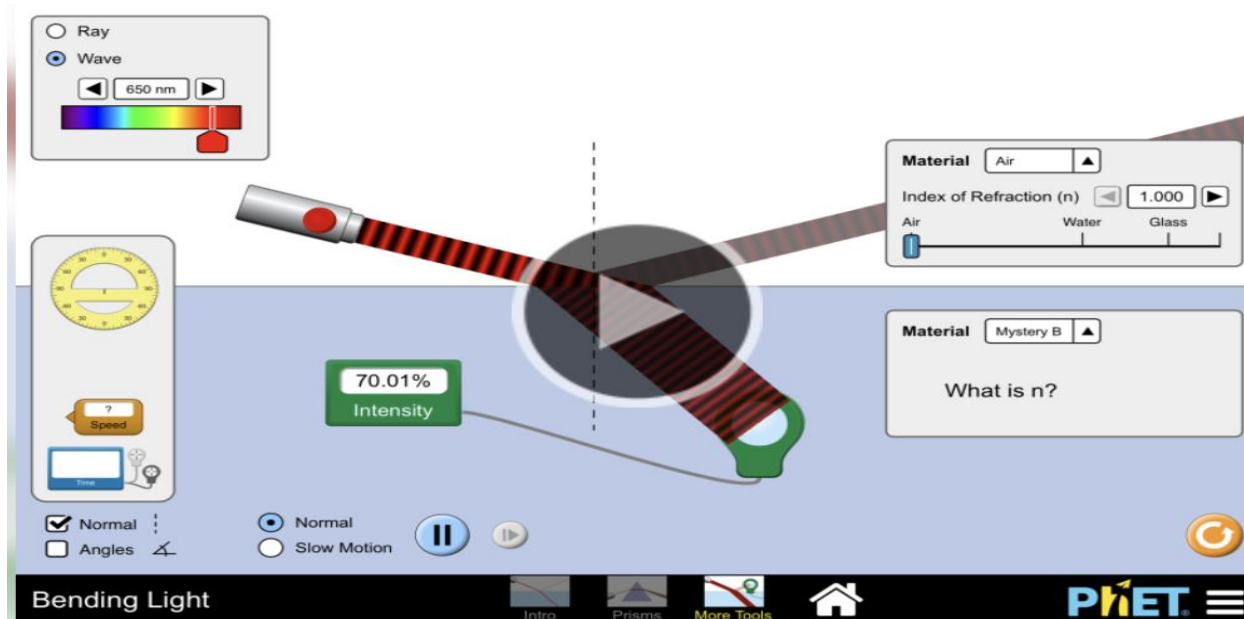 Ray
Wave
650 nm
Material Air
Index of Refraction (n) 1.000
Air Water Glass
Material Mystery B
What is n?
70.01%
Intensity
?
Speed
Time
Normal
Angles
Normal
Slow Motion
Bending Light
Intro
Prisms
More Tools
PhET